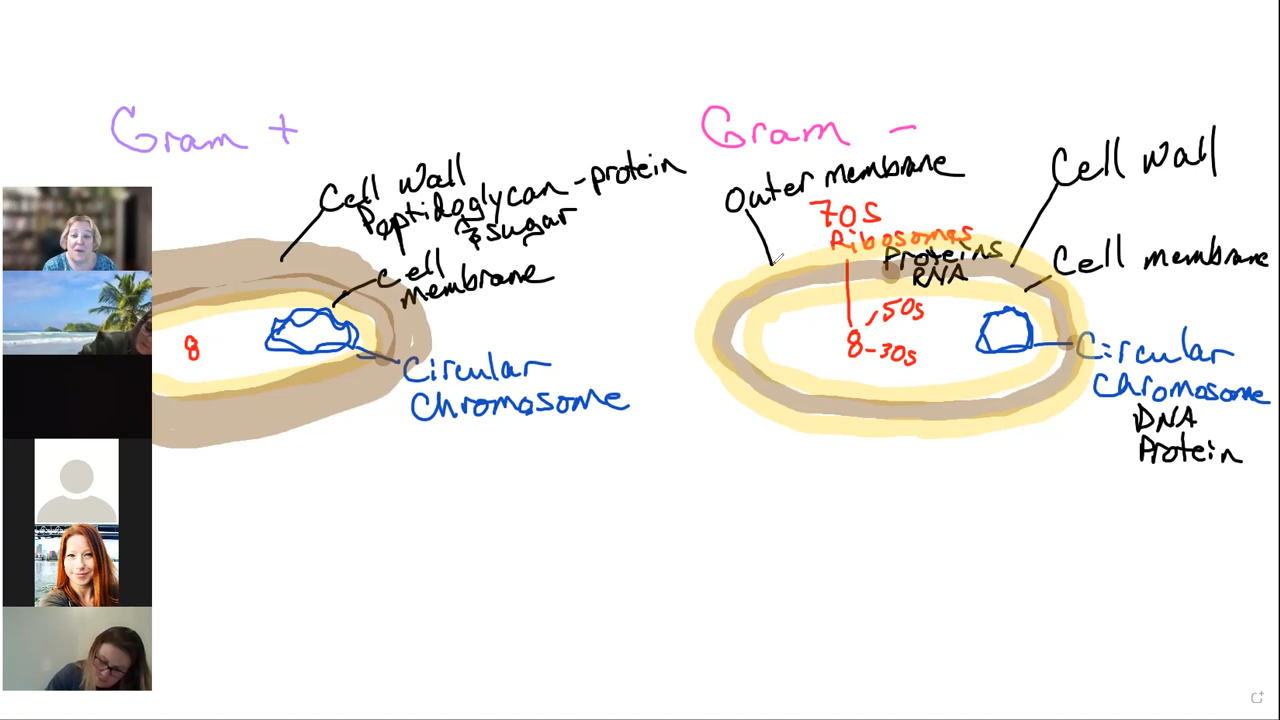 Gram +
Cell Wall
Peptidoglycan - protein
& sugar
Cell
membrane
8
Circular
Chromosome
Gram -
Outer membrane
70S
Ribosomes
Proteins
RNA
50s
8-30s
Cell Wall
Cell membrane
Circular
Chromosome
DNA
Protein